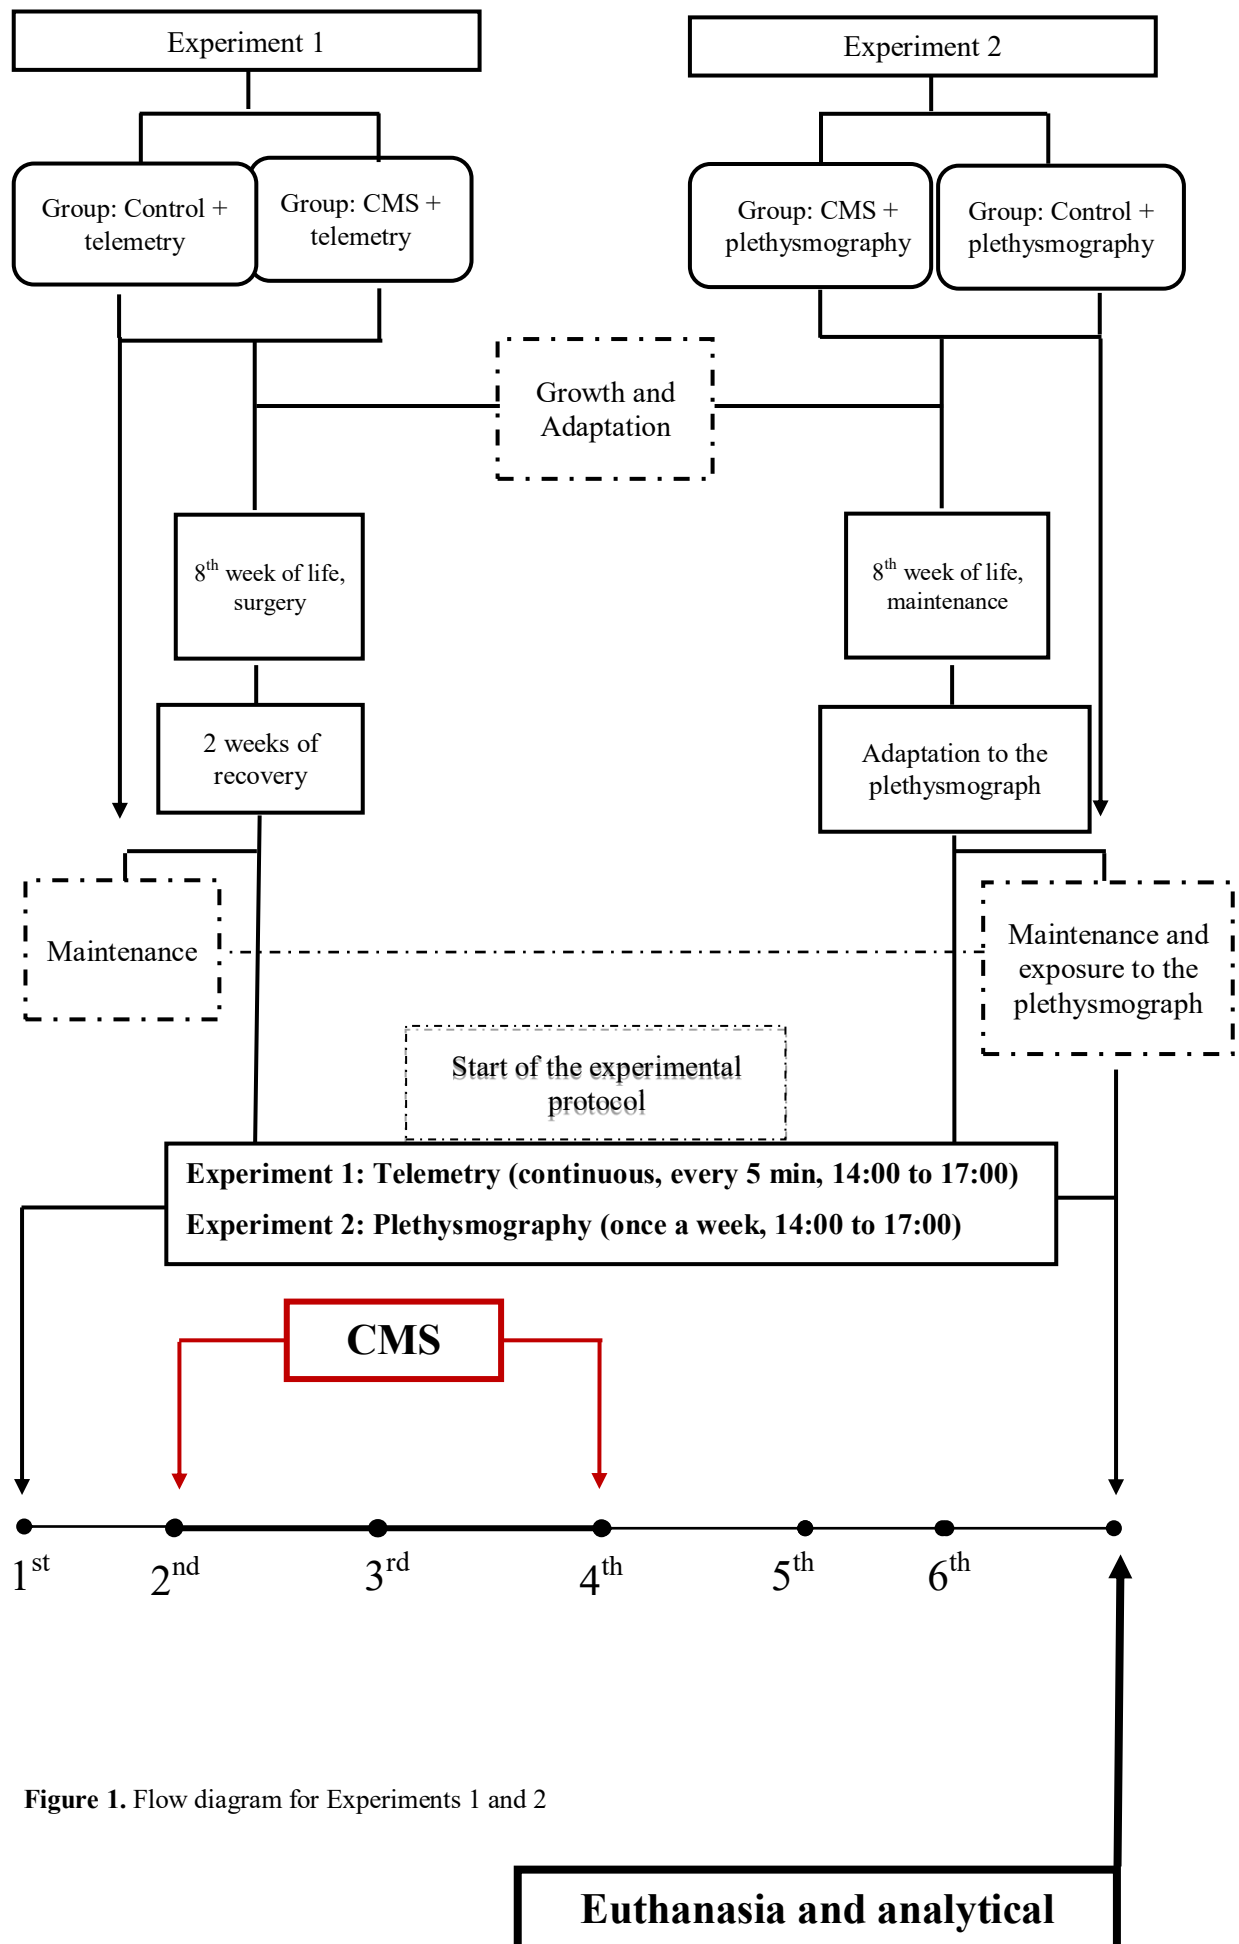 Experiment 1
Experiment 2
Group: Control +
telemetry
Group: CMS +
telemetry
Group: CMS +
plethysmography
Group: Control +
plethysmography
Growth and
Adaptation
8th week of life,
surgery
8th week of life,
maintenance
2 weeks of
recovery
Adaptation to the
plethysmograph
Maintenance
Maintenance and
exposure to the
plethysmograph
Start of the experimental
protocol
Experiment 1: Telemetry (continuous, every 5 min, 14:00 to 17:00)
Experiment 2: Plethysmography (once a week, 14:00 to 17:00)
CMS
1st 2nd 3rd 4th 5th 6th
Figure 1. Flow diagram for Experiments 1 and 2
Euthanasia and analytical